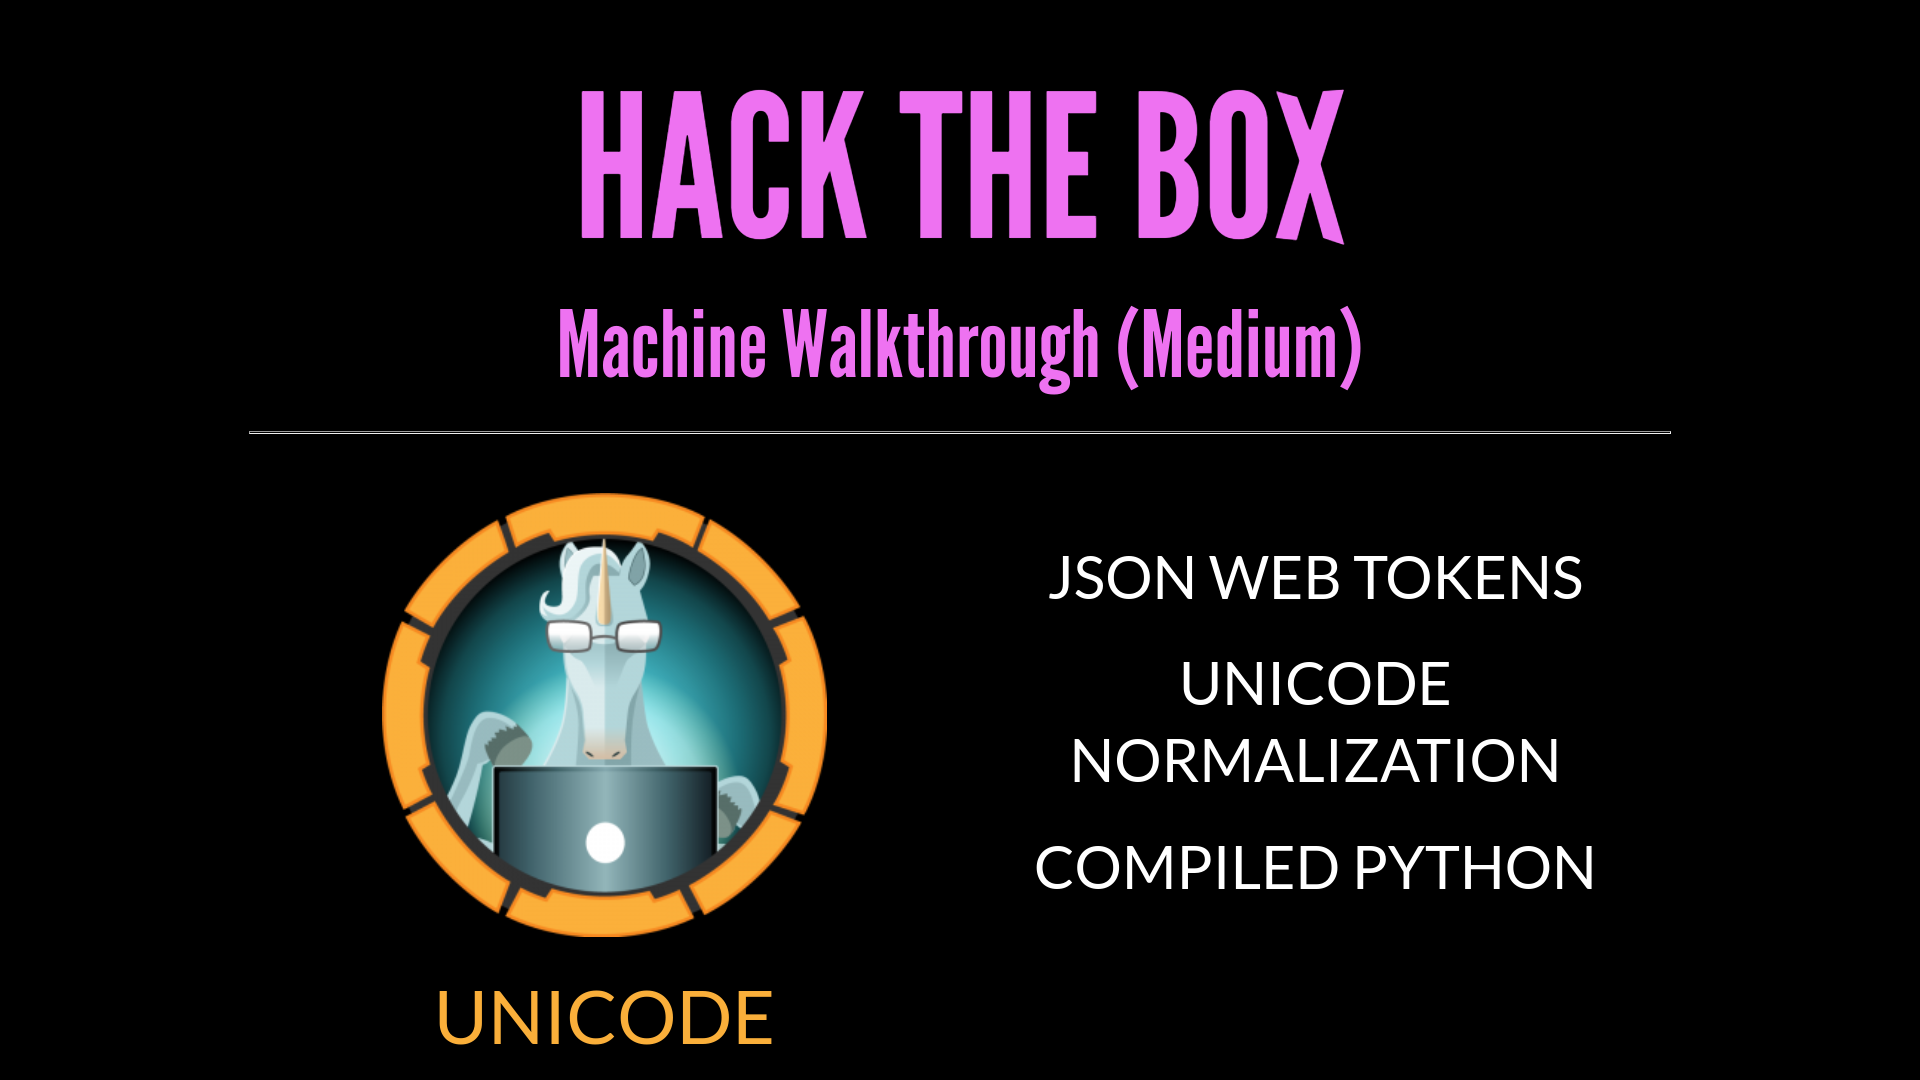 HACK THE BOX
Machine Walkthrough (Medium)
JSON WEB TOKENS
UNICODE
NORMALIZATION
COMPILED PYTHON
UNICODE